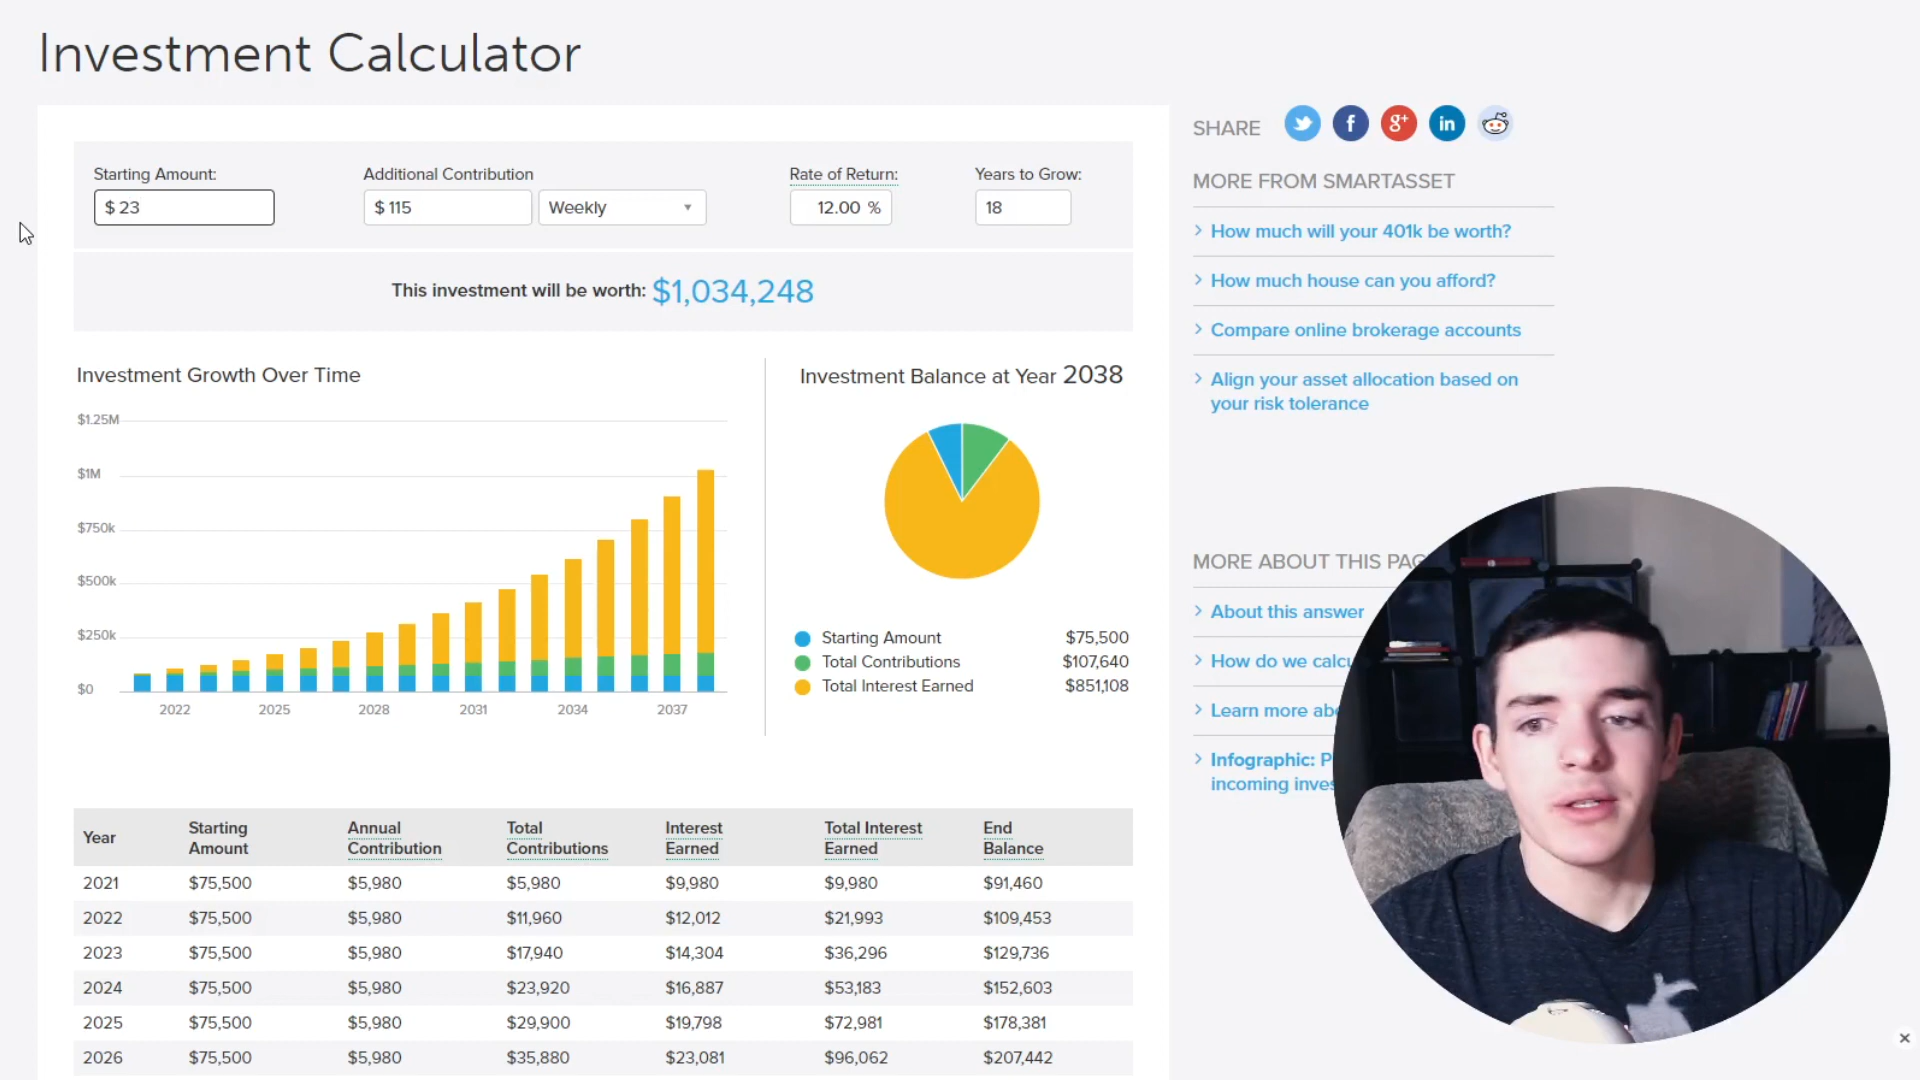 Investment Calculator
Starting Amount:
Additional Contribution
Rate of Return:
Years to Grow:
$ 23
$ 115
Weekly
12.00 %
18
This investment will be worth: $1,034,248
Investment Growth Over Time
$1.25M
$1M
$750k
$500k
$250k
$0
2022 2025 2028 2031 2034 2037
Investment Balance at Year 2038
Starting Amount $75,500
Total Contributions $107,640
Total Interest Earned $851,108
Year
Starting
Amount
Annual
Contribution
Total
Contributions
Interest
Earned
Total Interest
Earned
End
Balance
2021 $75,500 $5,980 $5,980 $9,980 $9,980 $91,460
2022 $75,500 $5,980 $11,960 $12,012 $21,993 $109,453
2023 $75,500 $5,980 $17,940 $14,304 $36,296 $129,736
2024 $75,500 $5,980 $23,920 $16,887 $53,183 $152,603
2025 $75,500 $5,980 $29,900 $19,798 $72,981 $178,381
2026 $75,500 $5,980 $35,880 $23,081 $96,062 $207,442
SHARE
f
g+
in
MORE FROM SMARTASSET
How much will your 401k be worth?
How much house can you afford?
Compare online brokerage accounts
Align your asset allocation based on
your risk tolerance
MORE ABOUT THIS PAG
About this answer
How do we calcu
Learn more abo
Infographic: P
incoming inves